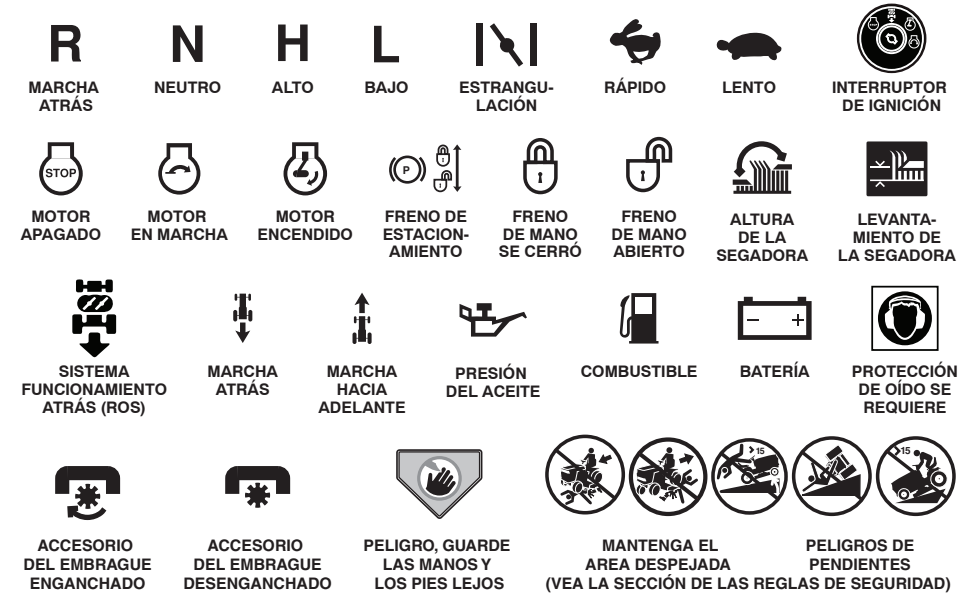 R N H L
MARCHA
ATRÁS
NEUTRO
ALTO
BAJO
ESTRANGU-
LACIÓN
RÁPIDO
LENTO
INTERRUPTOR
DE IGNICIÓN
STOP
P
MOTOR
APAGADO
MOTOR
EN MARCHA
MOTOR
ENCENDIDO
FRENO DE
ESTACION-
AMIENTO
FRENO
DE MANO
SE CERRÓ
FRENO
DE MANO
ABIERTO
ALTURA
DE LA
SEGADORA
LEVANTA-
MIENTO DE
LA SEGADORA
SISTEMA
FUNCIONAMIENTO
ATRÁS (ROS)
MARCHA
ATRÁS
MARCHA
HACIA
ADELANTE
PRESIÓN
DEL ACEITE
COMBUSTIBLE
BATERÍA
PROTECCIÓN
DE OÍDO SE
REQUIERE
15
15
ACCESORIO
DEL EMBRAGUE
ENGANCHADO
ACCESORIO
DEL EMBRAGUE
DESENGANCHADO
PELIGRO, GUARDE
LAS MANOS Y
LOS PIES LEJOS
MANTENGA EL
AREA DESPEJADA
PELIGROS DE
PENDIENTES
(VEA LA SECCIÓN DE LAS REGLAS DE SEGURIDAD)